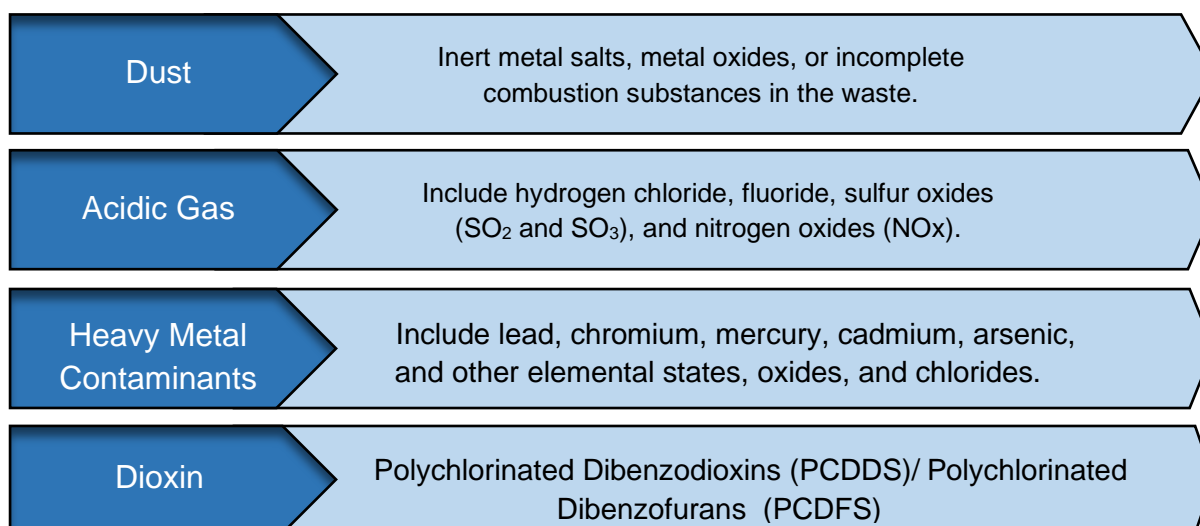 Dust
Inert metal salts, metal oxides, or incomplete
combustion substances in the waste.
Acidic Gas
Include hydrogen chloride, fluoride, sulfur oxides
(SO₂ and SO₃), and nitrogen oxides (NOx).
Heavy Metal
Contaminants
Include lead, chromium, mercury, cadmium, arsenic,
and other elemental states, oxides, and chlorides.
Dioxin
Polychlorinated Dibenzodioxins (PCDDS)/ Polychlorinated
Dibenzofurans (PCDFS)